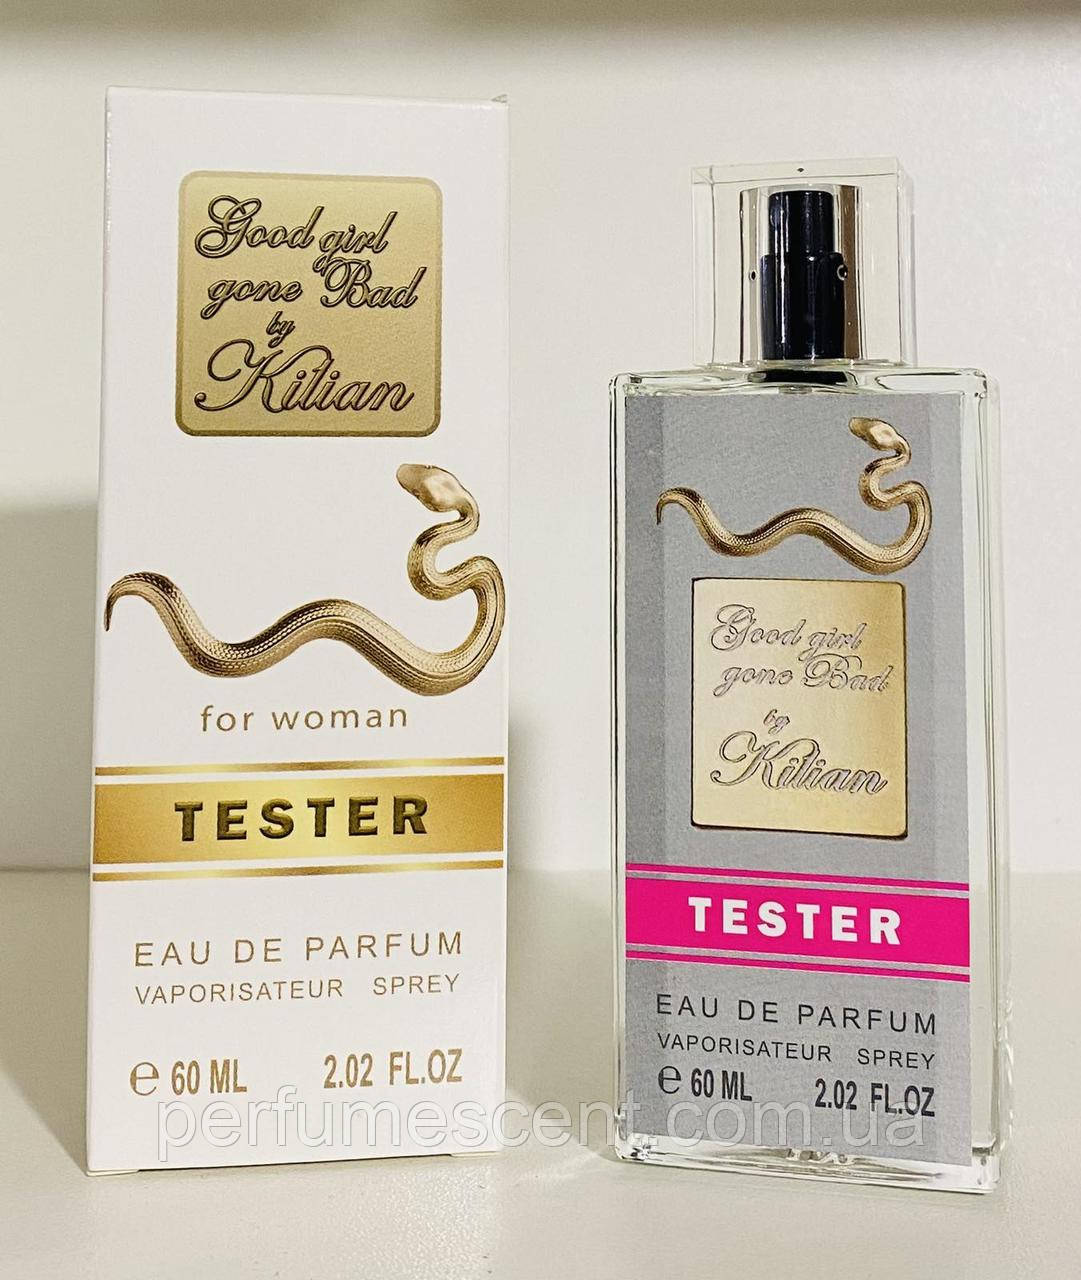 Good girl
gone Bad
by
Kilian
for woman
TESTER
EAU DE PARFUM
VAPORISATEUR SPREY
e 60 ML 2.02 FL.OZ
Good girl
gone Bad
by
Kilian
TESTER
EAU DE PARFUM
VAPORISATEUR SPREY
e 60 ML 2.02 FL.OZ
perfumescent.com.ua